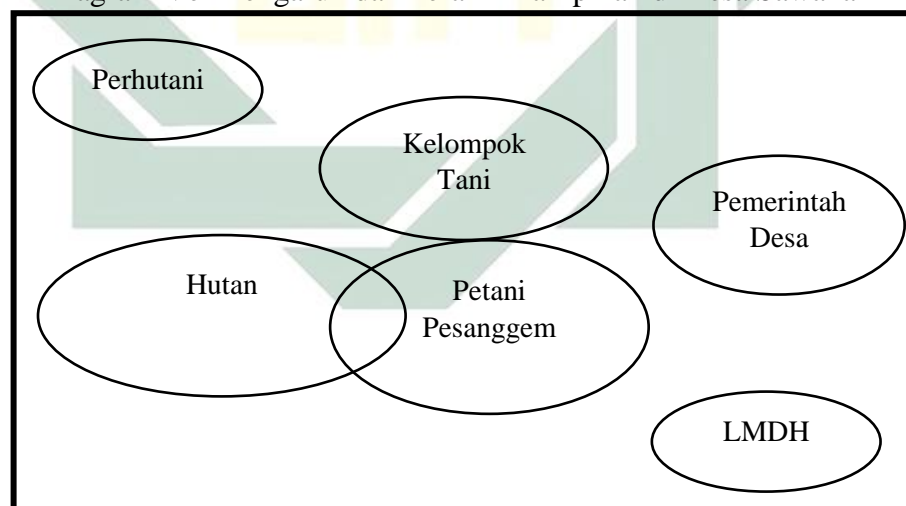 Perhutani
Kelompok
Tani
Pemerintah
Desa
Hutan
Petani
Pesanggem
LMDH